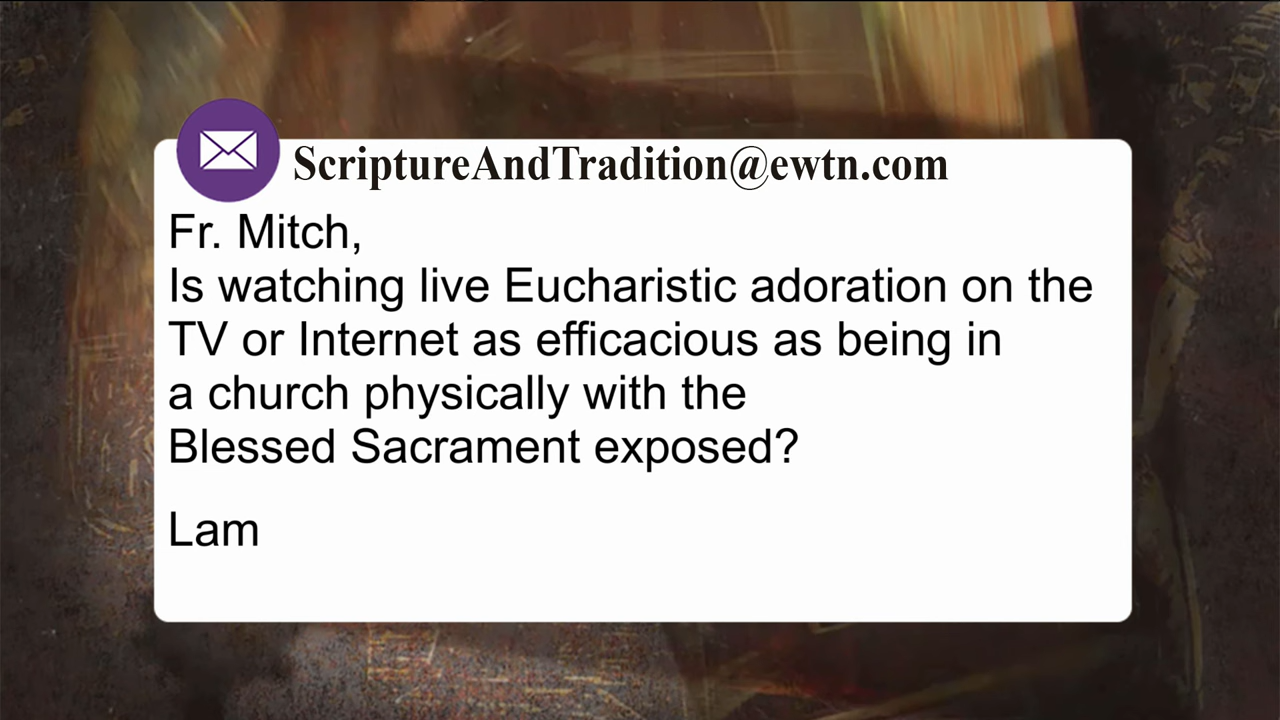 ScriptureAndTradition@ewtn.com
Fr. Mitch,
Is watching live Eucharistic adoration on the
TV or Internet as efficacious as being in
a church physically with the
Blessed Sacrament exposed?
Lam